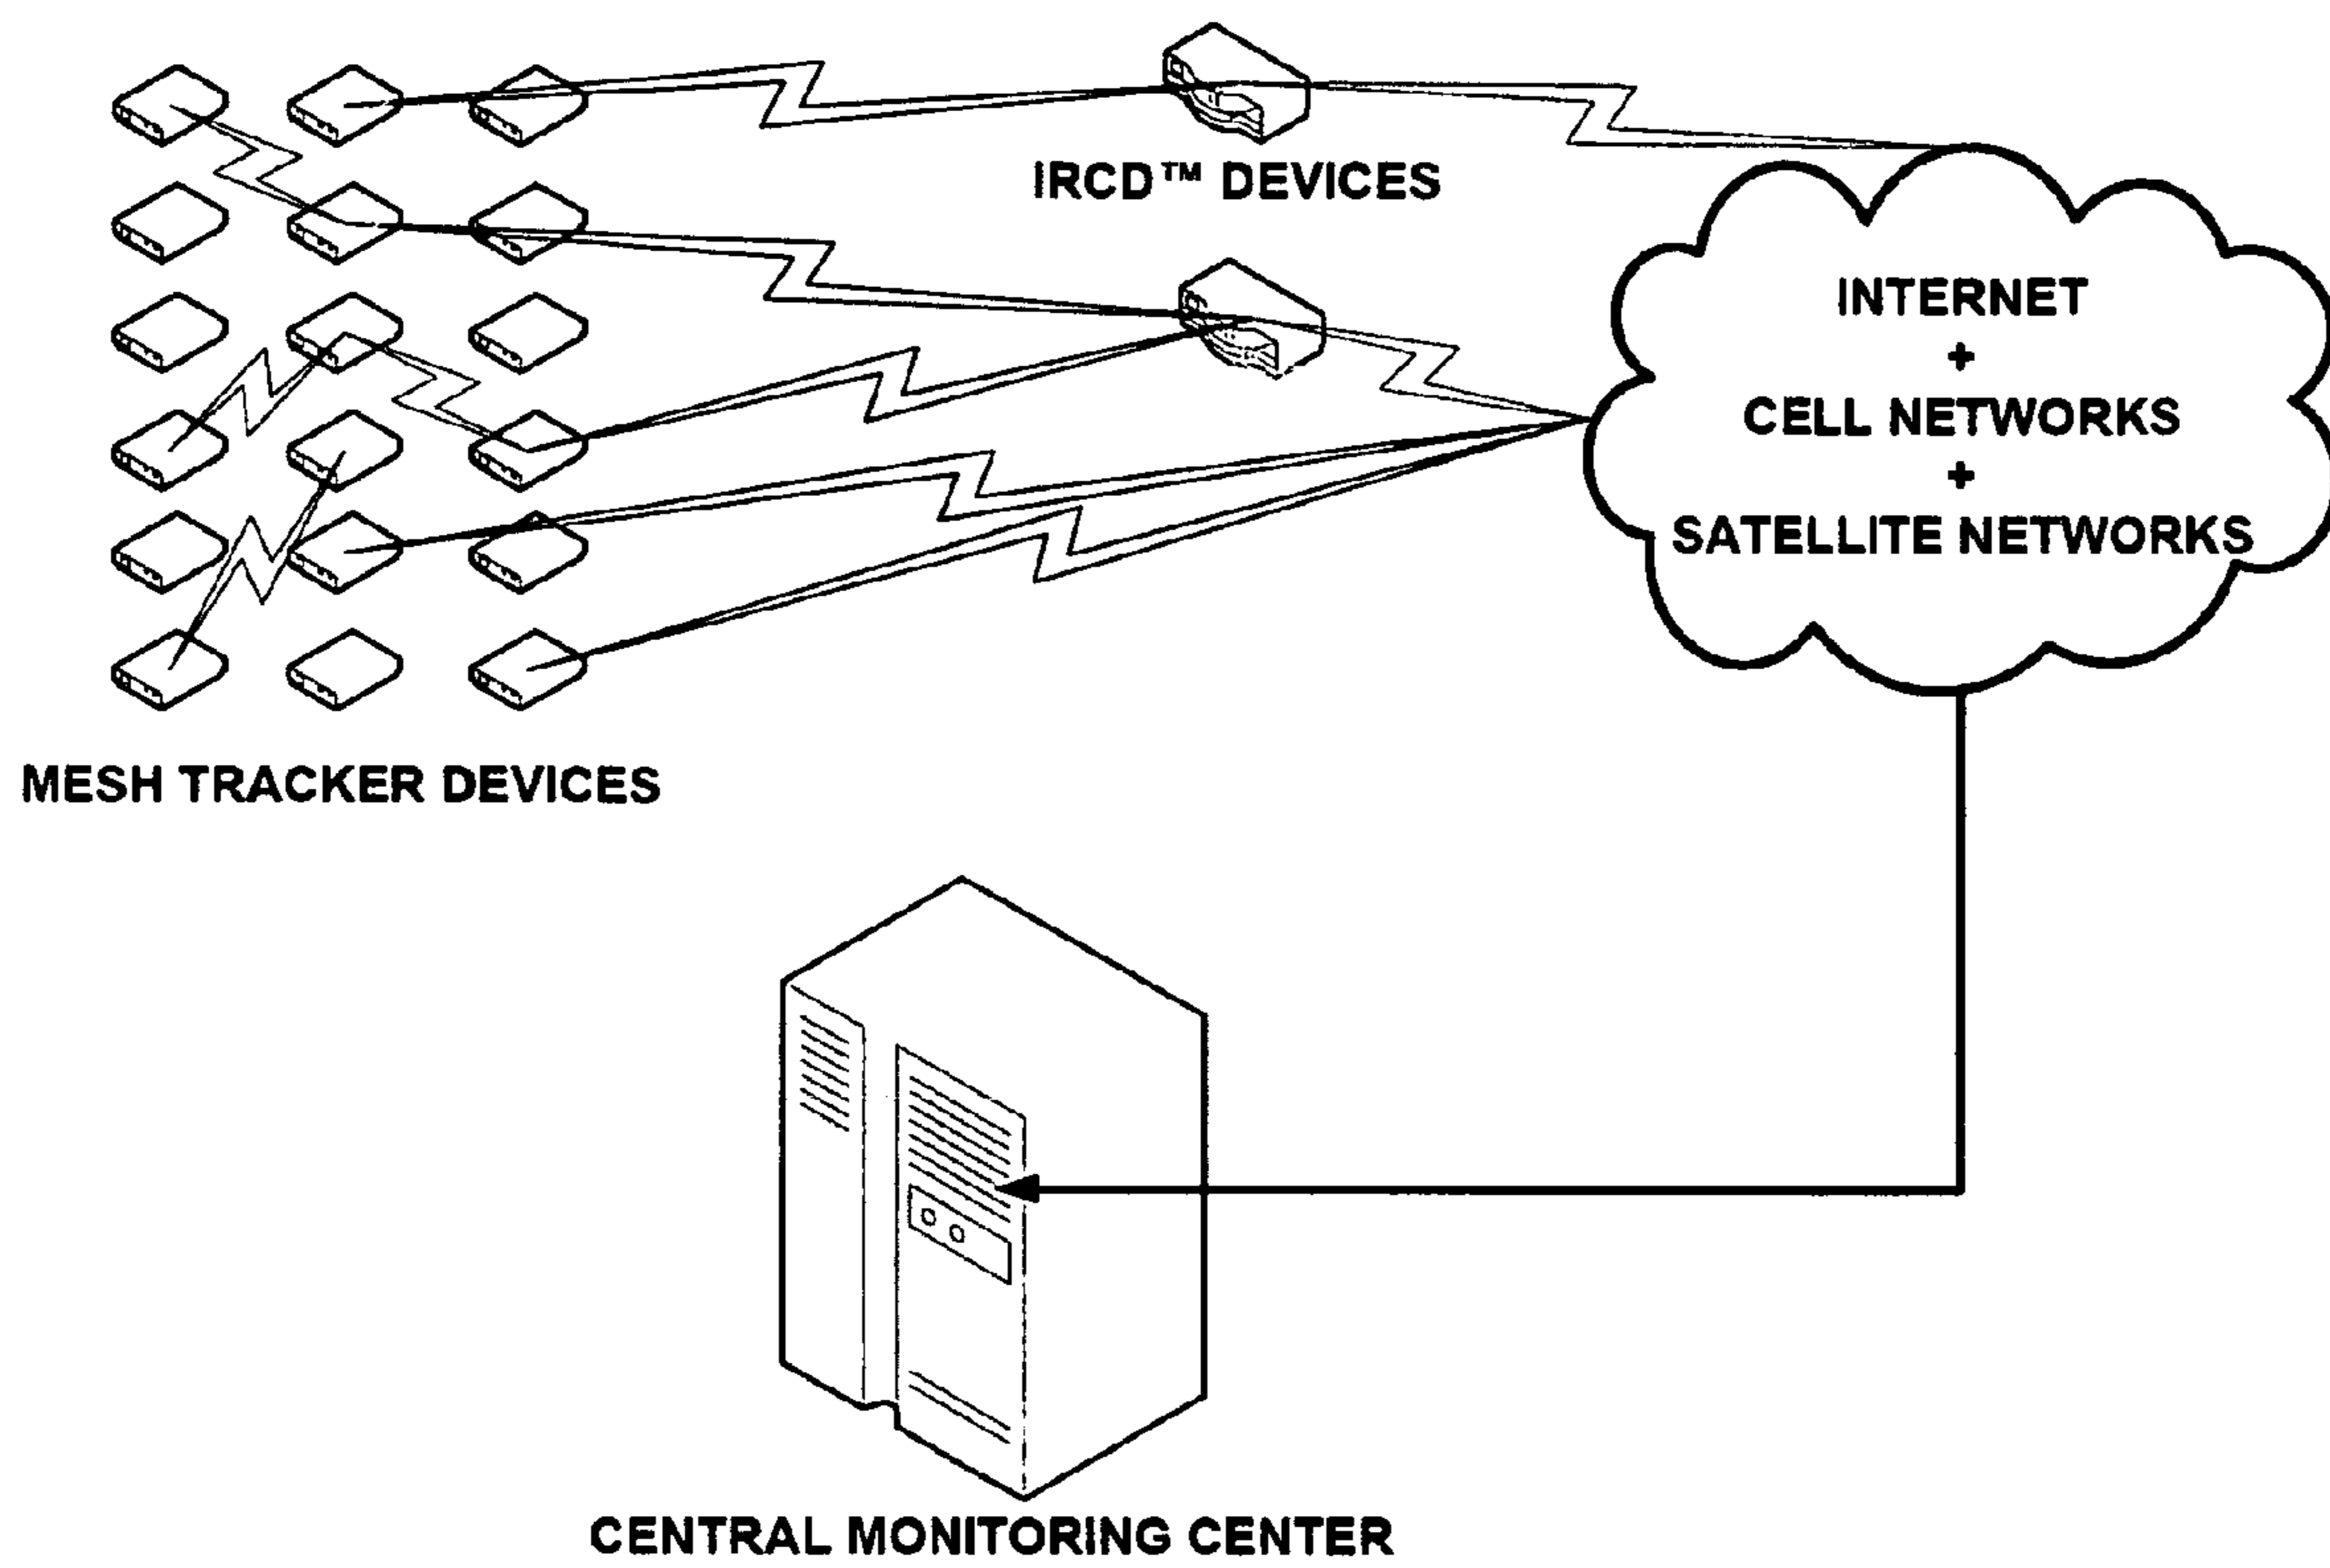 IRCD™ DEVICES
INTERNET
+
CELL NETWORKS
+
SATELLITE NETWORKS
MESH TRACKER DEVICES
CENTRAL MONITORING CENTER